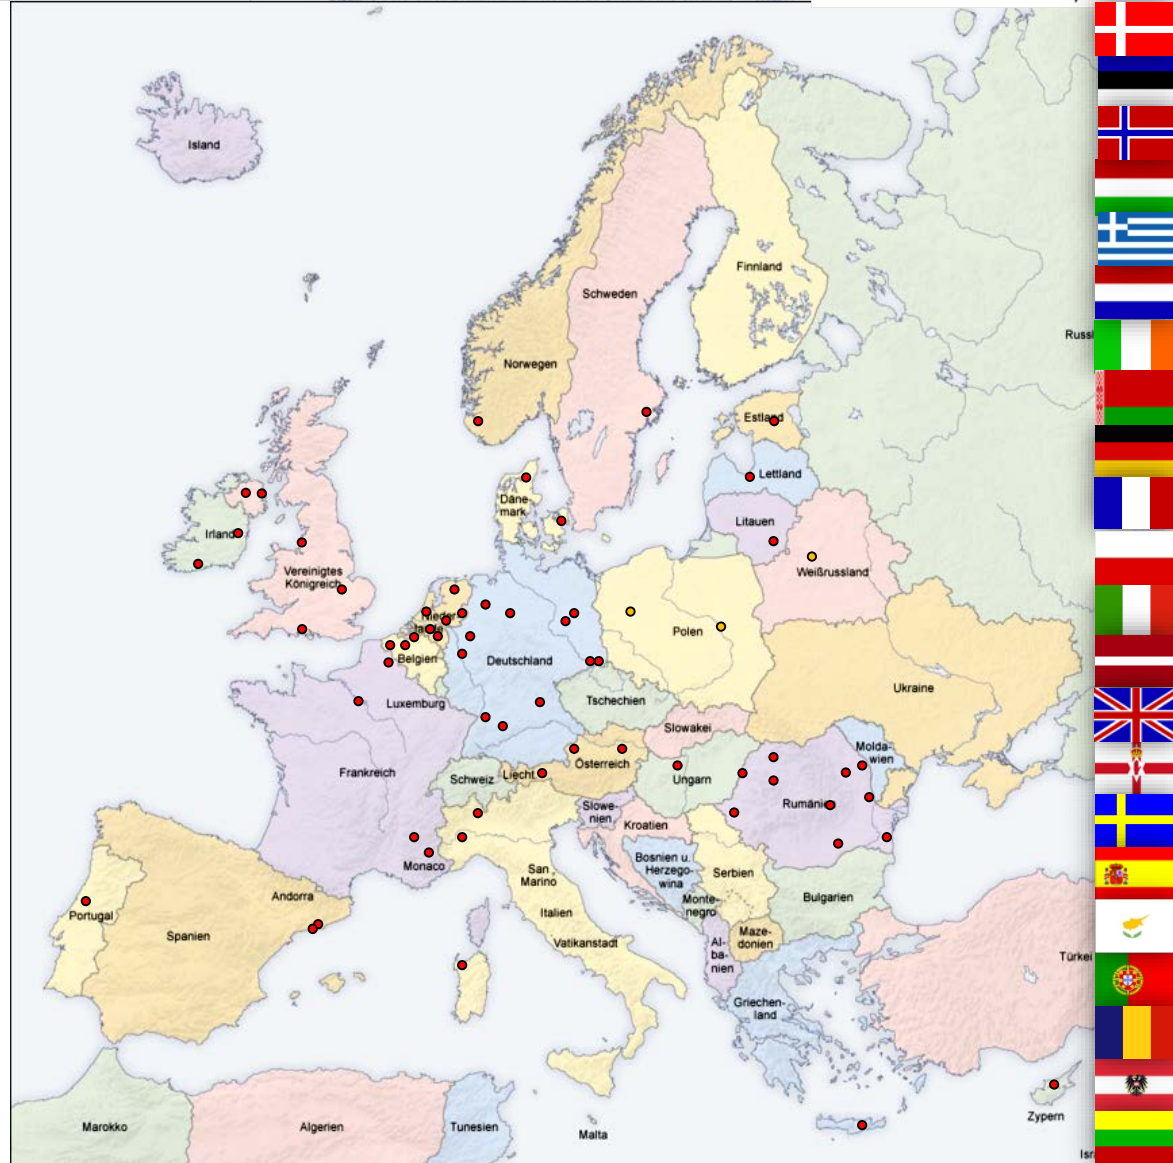 Island
Finnland
Schweden
Russl
Norwegen
Estland
Lettland
Däne-
mark
Litauen
Irland
Vereinigtes
Königreich
Weißrussland
Nieder-
lande
Polen
Belgien
Deutschland
Ukraine
Luxemburg
Tschechien
Slowakei
Molda-
wien
Frankreich
Schweiz
Liecht.
Österreich
Ungarn
Rumänien
Slowe-
nien
Kroatien
Monaco
San
Marino
Bosnien u.
Herzego-
wina
Serbien
Andorra
Monte-
negro
Bulgarien
Portugal
Italien
Spanien
Vatikanstadt
Maze-
donien
Al-
ba-
nien
Türkei
Griechen-
land
Zypern
Marokko
Algerien
Tunesien
Malta
Isr